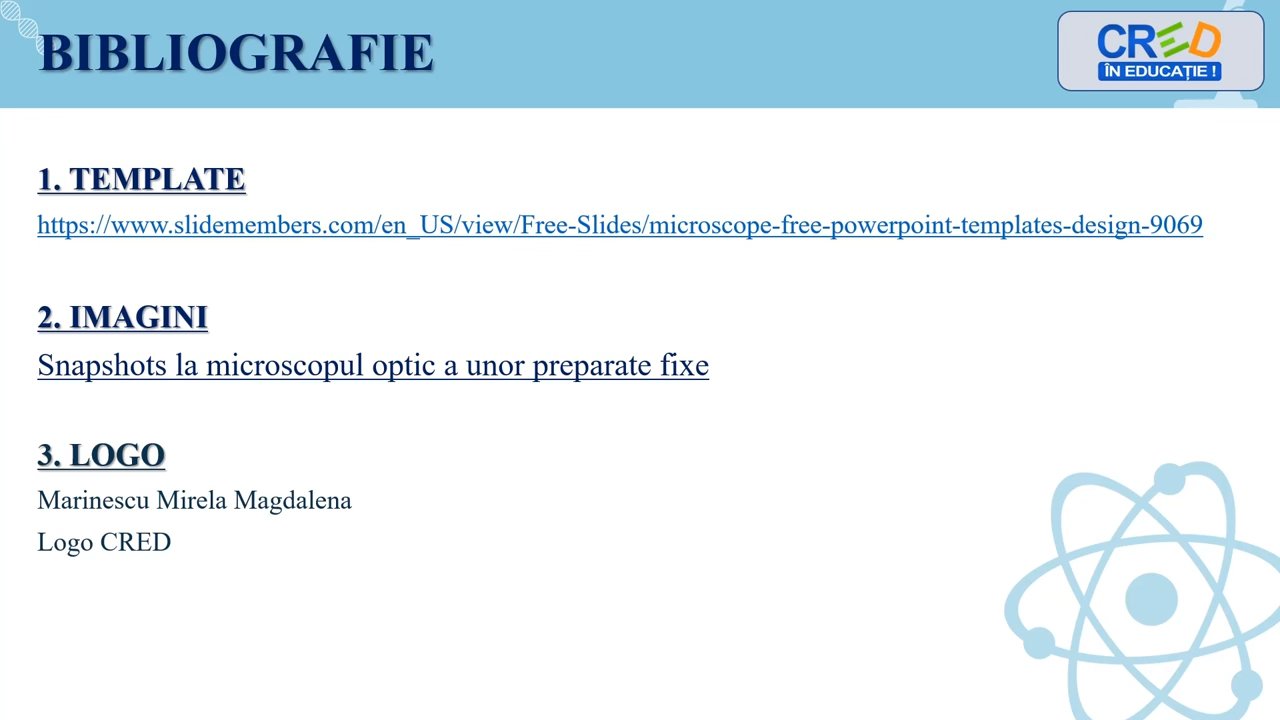 BIBLIOGRAFIE
CRED
ÎN EDUCAȚIE !
1. TEMPLATE
https://www.slidemembers.com/en_US/view/Free-Slides/microscope-free-powerpoint-templates-design-9069
2. IMAGINI
Snapshots la microscopul optic a unor preparate fixe
3. LOGO
Marinescu Mirela Magdalena
Logo CRED